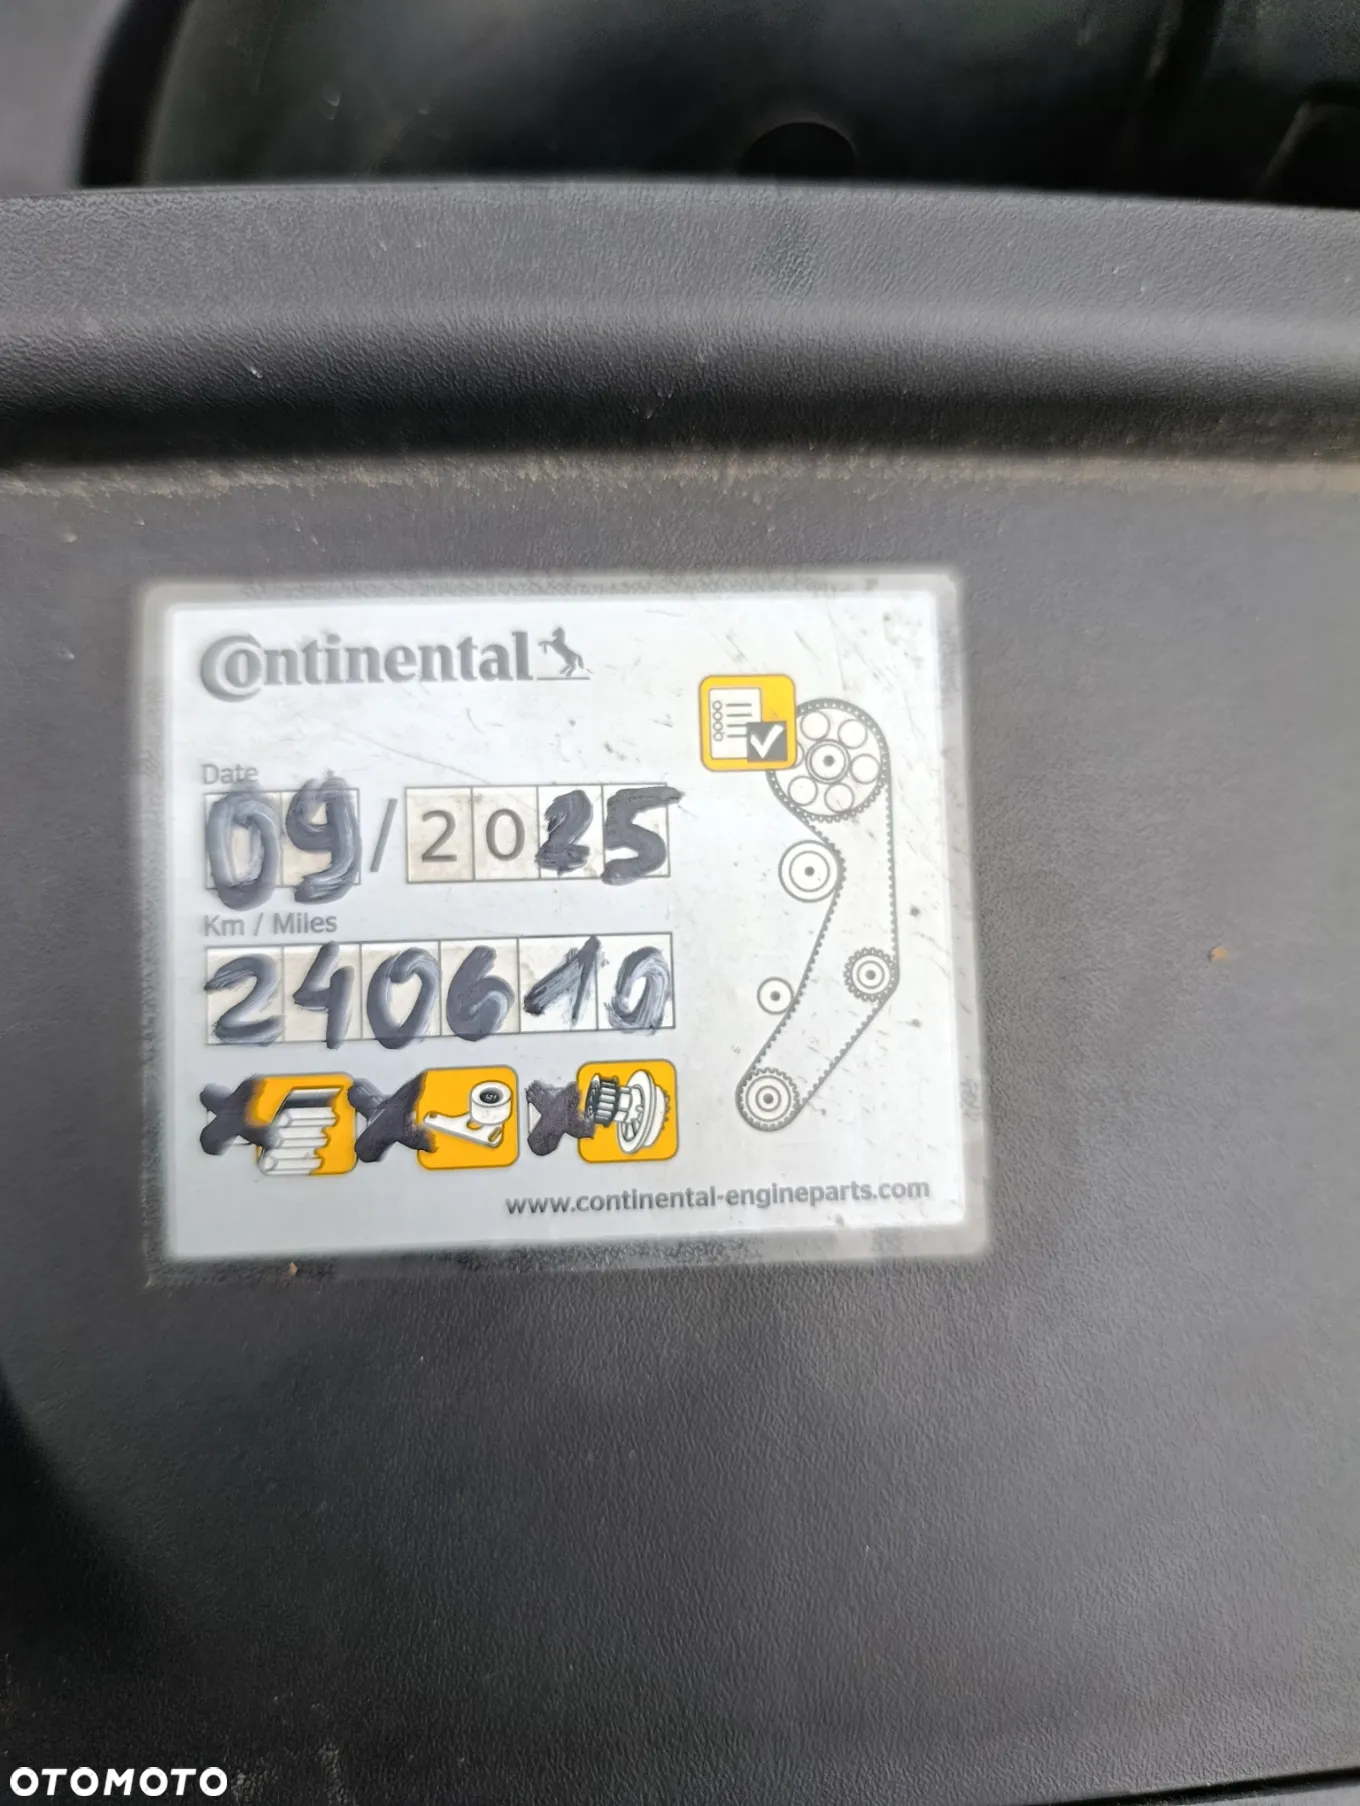 Continental
Date
09/2025
Km / Miles
240610
www.continental-engineparts.com
OTOMOTO